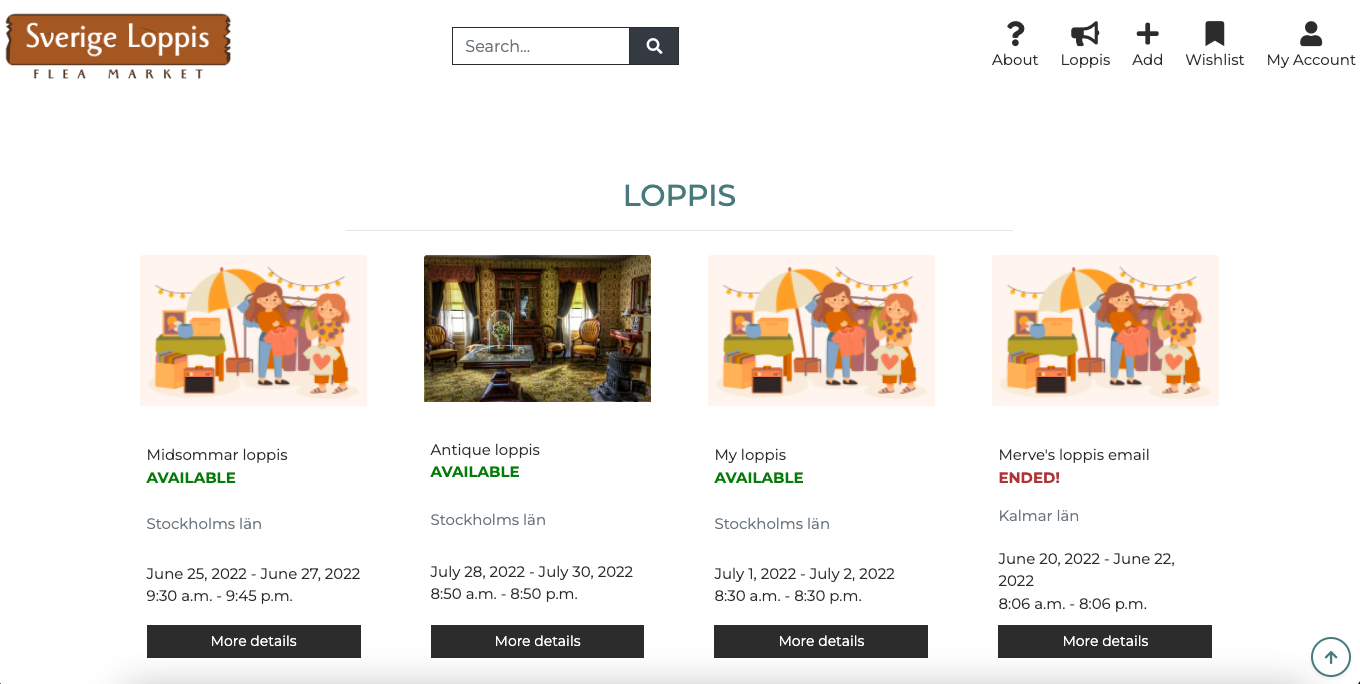 Sverige Loppis
FLEA MARKET
Search...
About
Loppis
Add
Wishlist
My Account
LOPPIS
Midsommar loppis
AVAILABLE
Stockholms län
June 25, 2022 - June 27, 2022
9:30 a.m. - 9:45 p.m.
More details
Antique loppis
AVAILABLE
Stockholms län
July 28, 2022 - July 30, 2022
8:50 a.m. - 8:50 p.m.
More details
My loppis
AVAILABLE
Stockholms län
July 1, 2022 - July 2, 2022
8:30 a.m. - 8:30 p.m.
More details
Merve's loppis email
ENDED!
Kalmar län
June 20, 2022 - June 22,
2022
8:06 a.m. - 8:06 p.m.
More details